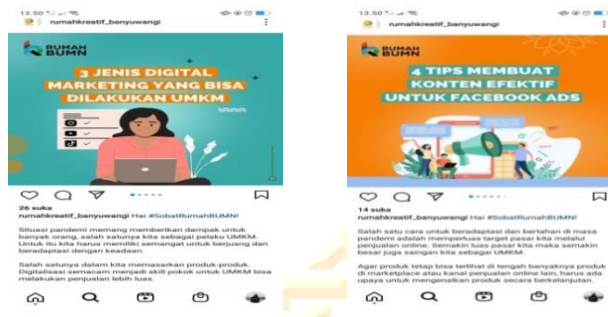 13.50
rumahkreatif_banyuwangi
RUMAH
BUMN
3 JENIS DIGITAL
MARKETING YANG BISA
DILAKUKAN UMKM
26 suka
rumahkreatif_banyuwangi Hai #SobatRumahBUMN!
Situasi pandemi memang memberikan dampak untuk
banyak orang, salah satunya kita sebagai pelaku UMKM.
Untuk itu kita harus memiliki semangat untuk berjuang dan
beradaptasi dengan keadaan.
Salah satunya dalam kita memasarkan produk-produk.
Digitalisasi semacam menjadi skill pokok untuk UMKM bisa
melakukan penjualan lebih luas.
13.50
rumahkreatif_banyuwangi
RUMAH
BUMN
4 TIPS MEMBUAT
KONTEN EFEKTIF
UNTUK FACEBOOK ADS
14 suka
rumahkreatif_banyuwangi Hai #SobatRumahBUMN!
Salah satu cara untuk beradaptasi dan bertahan di masa
pandemi adalah memperluas target pasar kita melalui
penjualan online. Semakin luas pasar kita maka semakin
besar juga saingan kita sebagai UMKM.
Agar produk tetap bisa terlihat di tengah banyaknya produk
di marketplace atau kanal penjualan online lain, harus ada
upaya untuk mengenalkan produk secara berkelanjutan.